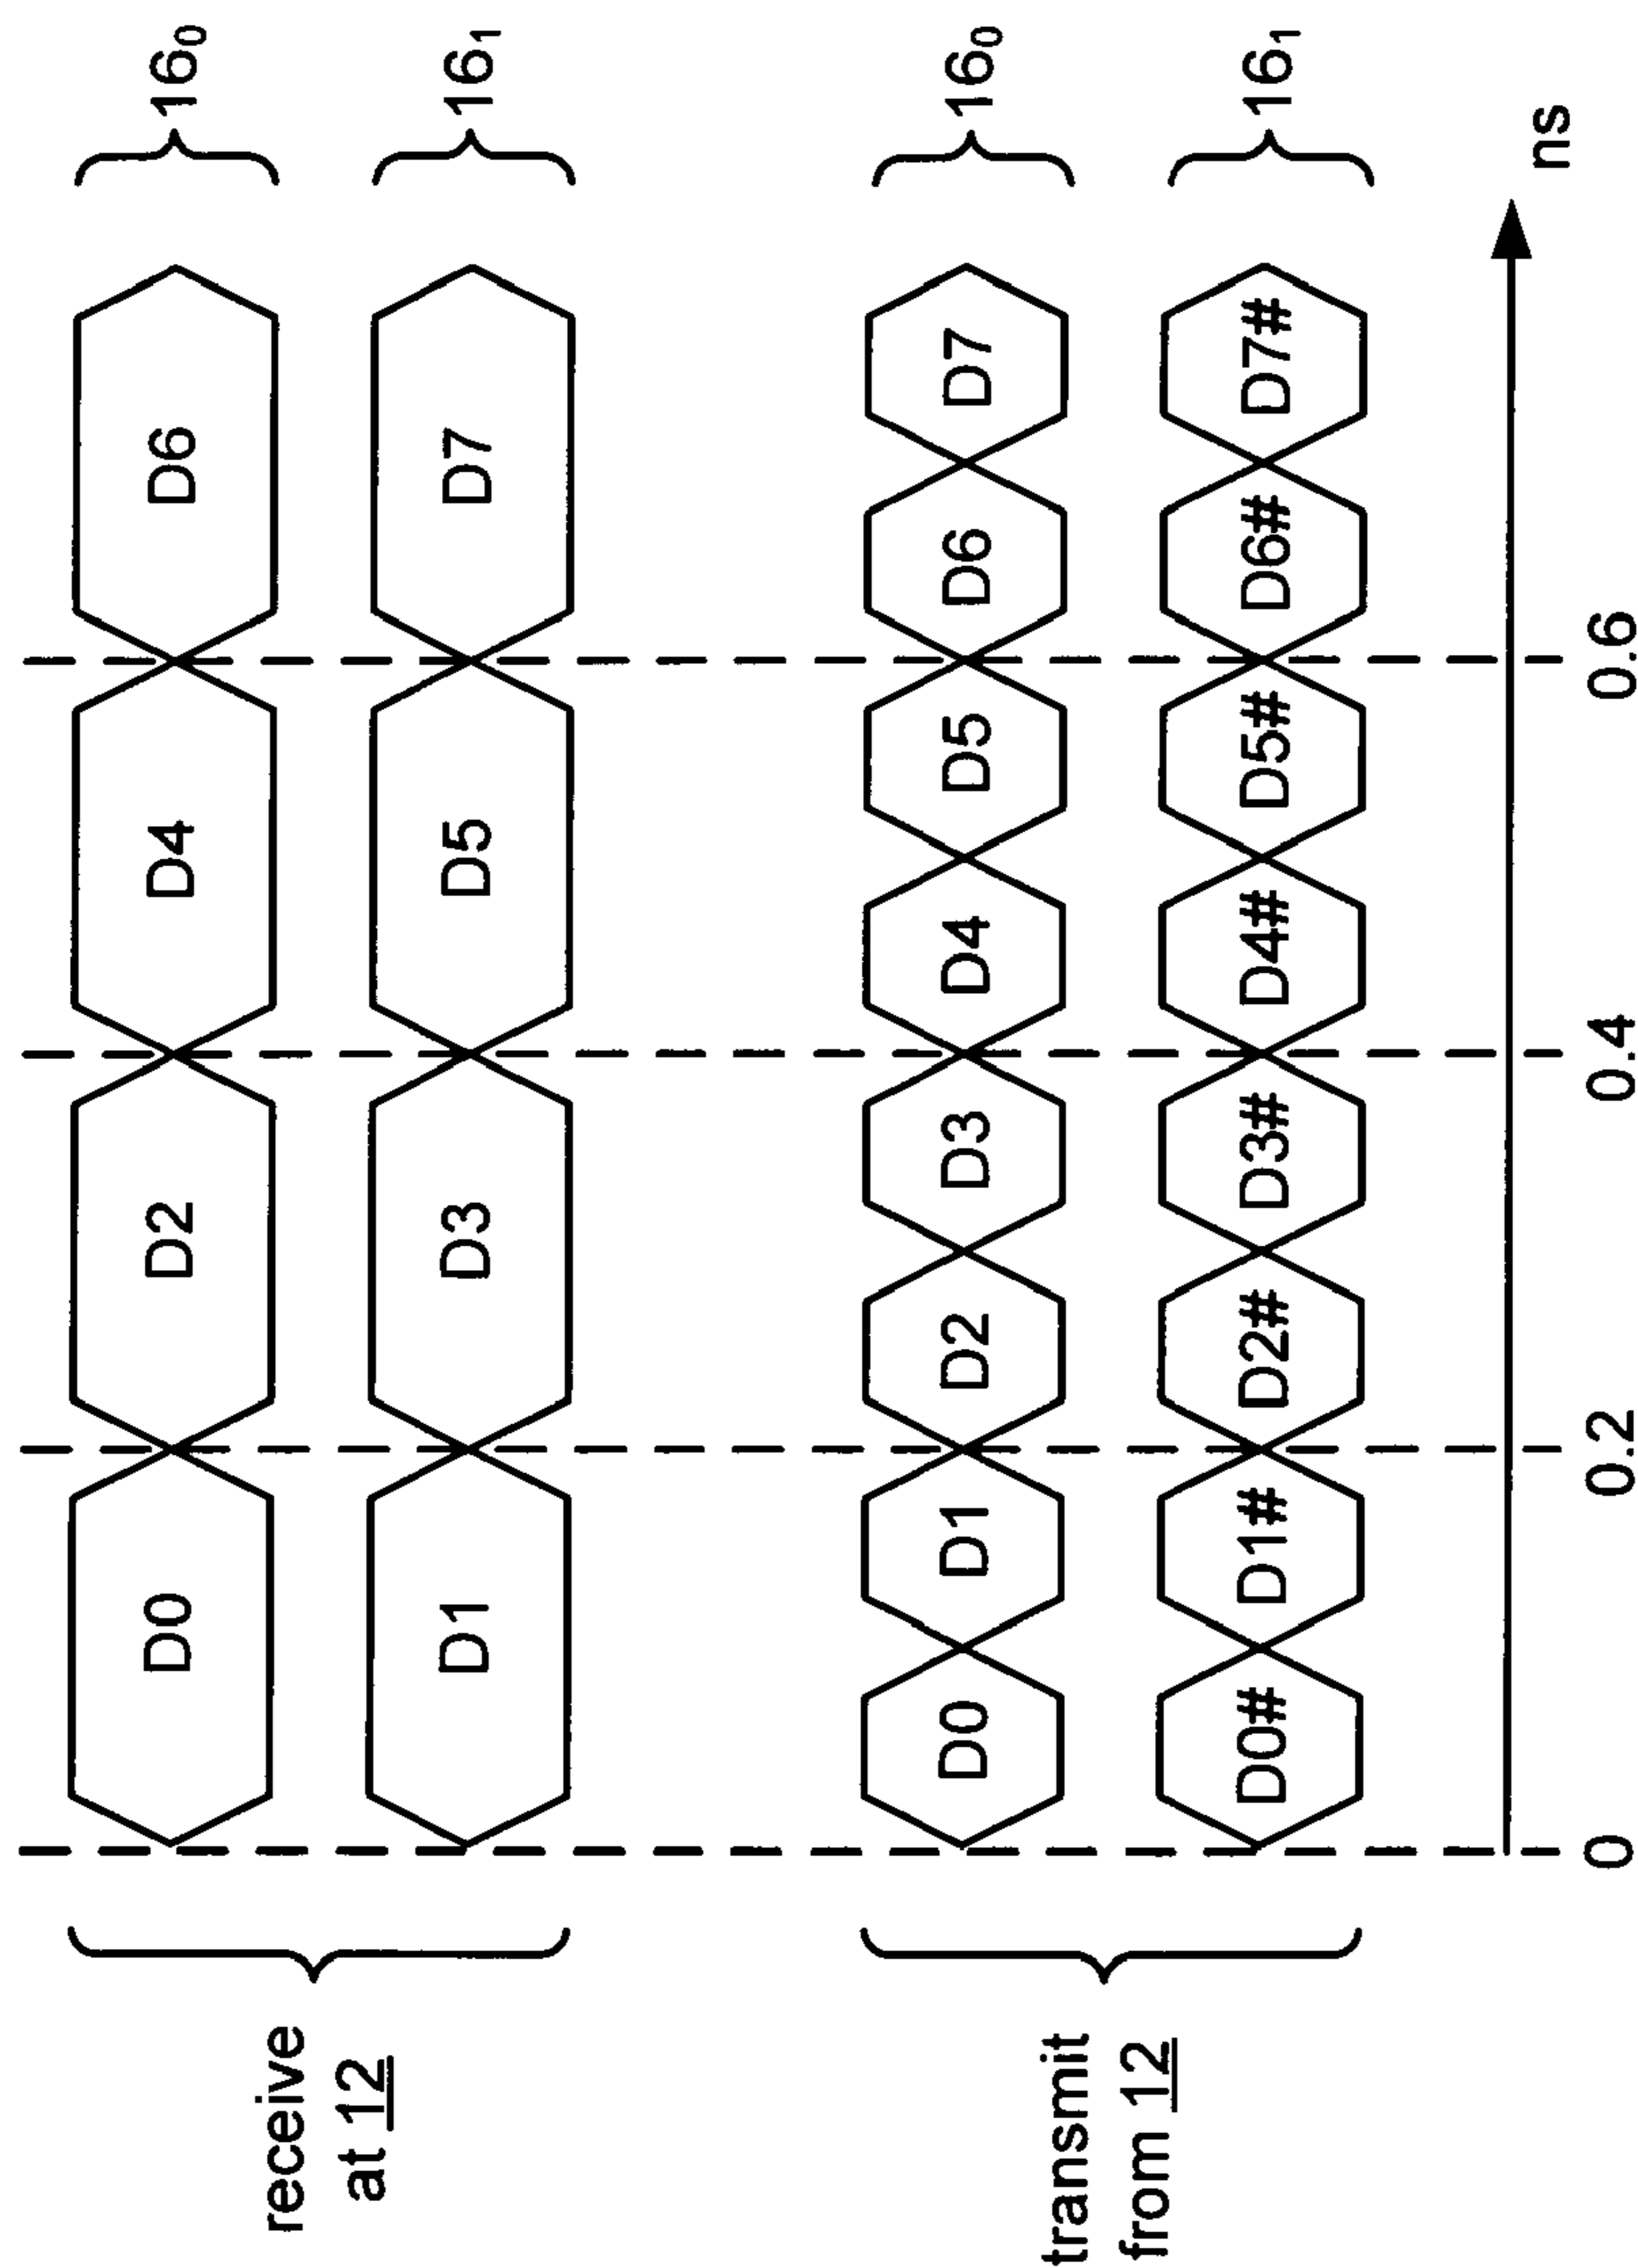 receive
at 12
D0 D2 D4 D6 16₀
D1 D3 D5 D7 16₁
transmit
from 12
D0 D1 D2 D3 D4 D5 D6 D7 16₀
D0# D1# D2# D3# D4# D5# D6# D7# 16₁
ns
0 0.2 0.4 0.6